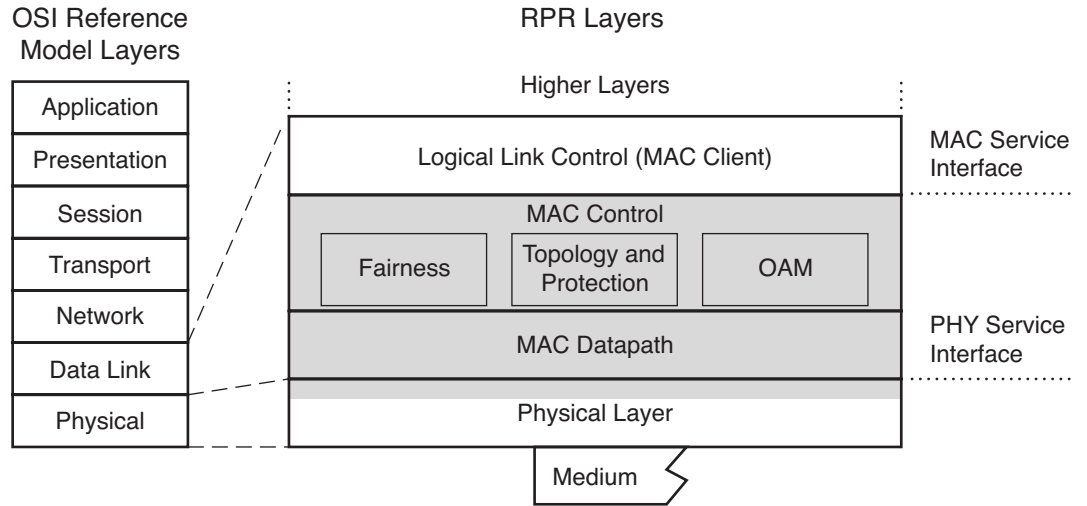 OSI Reference
Model Layers
RPR Layers
Application
Presentation
Session
Transport
Network
Data Link
Physical
Higher Layers
Logical Link Control (MAC Client)
MAC Control
Fairness
Topology and
Protection
OAM
MAC Datapath
Physical Layer
Medium
MAC Service
Interface
PHY Service
Interface